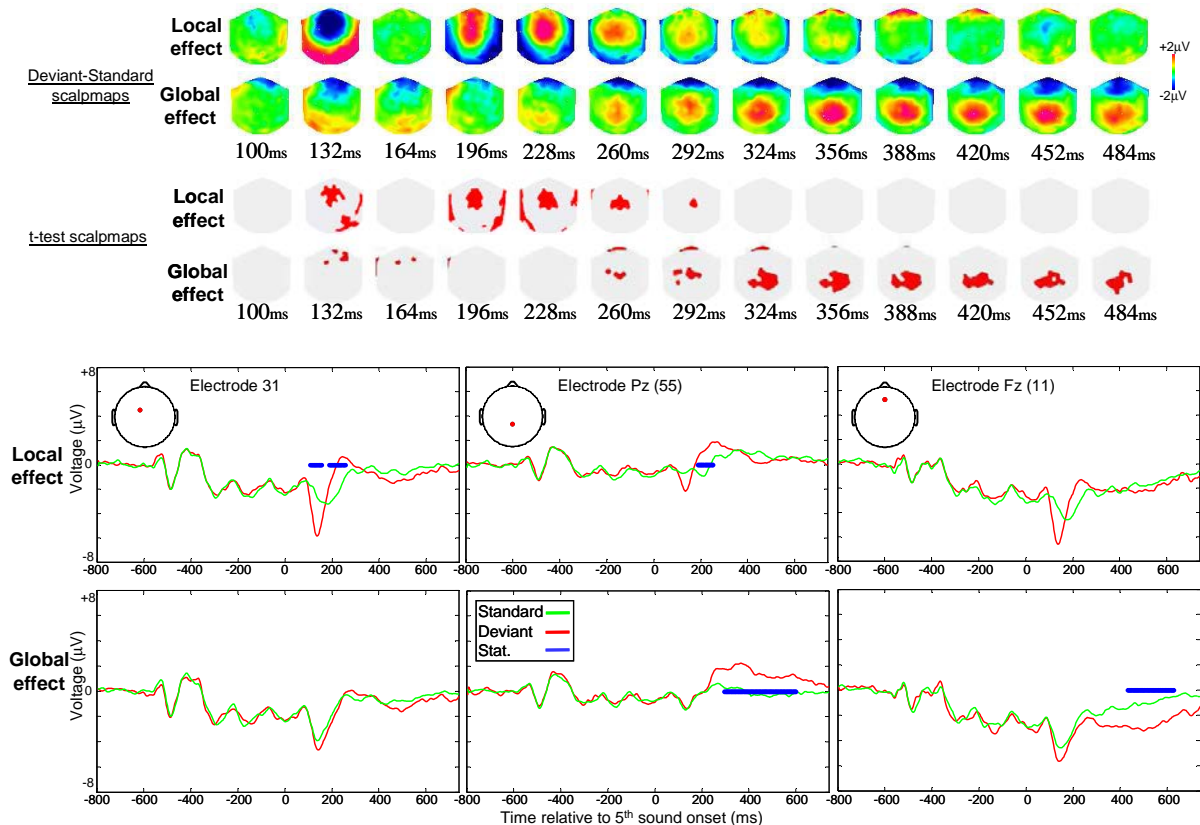 Local
effect
Deviant-Standard
scalpmaps
+2µV
-2µV
Global
effect
100ms 132ms 164ms 196ms 228ms 260ms 292ms 324ms 356ms 388ms 420ms 452ms 484ms
Local
effect
t-test scalpmaps
Global
effect
100ms 132ms 164ms 196ms 228ms 260ms 292ms 324ms 356ms 388ms 420ms 452ms 484ms
+8 Electrode 31 Electrode Pz (55) Electrode Fz (11)
Local
effect
Voltage (µV)
0
-8
-800 -600 -400 -200 0 200 400 600 -800 -600 -400 -200 0 200 400 600 800 -800 -600 -400 -200 0 200 400 600
+8
Standard
Deviant
Stat.
Global
effect
Voltage (µV)
0
-8
-800 -600 -400 -200 0 200 400 600 -800 -600 -400 -200 0 200 400 600 800 -800 -600 -400 -200 0 200 400 600
Time relative to 5th sound onset (ms)